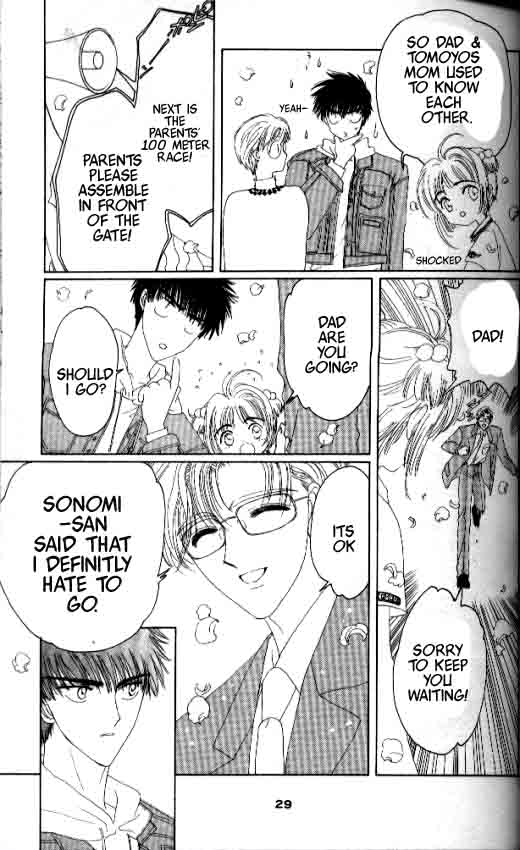 SO DAD &
TOMOYOS
MOM USED
TO KNOW
EACH
OTHER.
YEAH-
SHOCKED
NEXT IS
THE
PARENTS'
100 METER
RACE!
PARENTS
PLEASE
ASSEMBLE
IN FRONT
OF THE
GATE!
DAD!
SORRY
TO KEEP
YOU
WAITING!
DAD
ARE
YOU
GOING?
SHOULD
I GO?
ITS
OK
SONOMI
-SAN
SAID THAT
I DEFINITLY
HATE TO
GO.
29